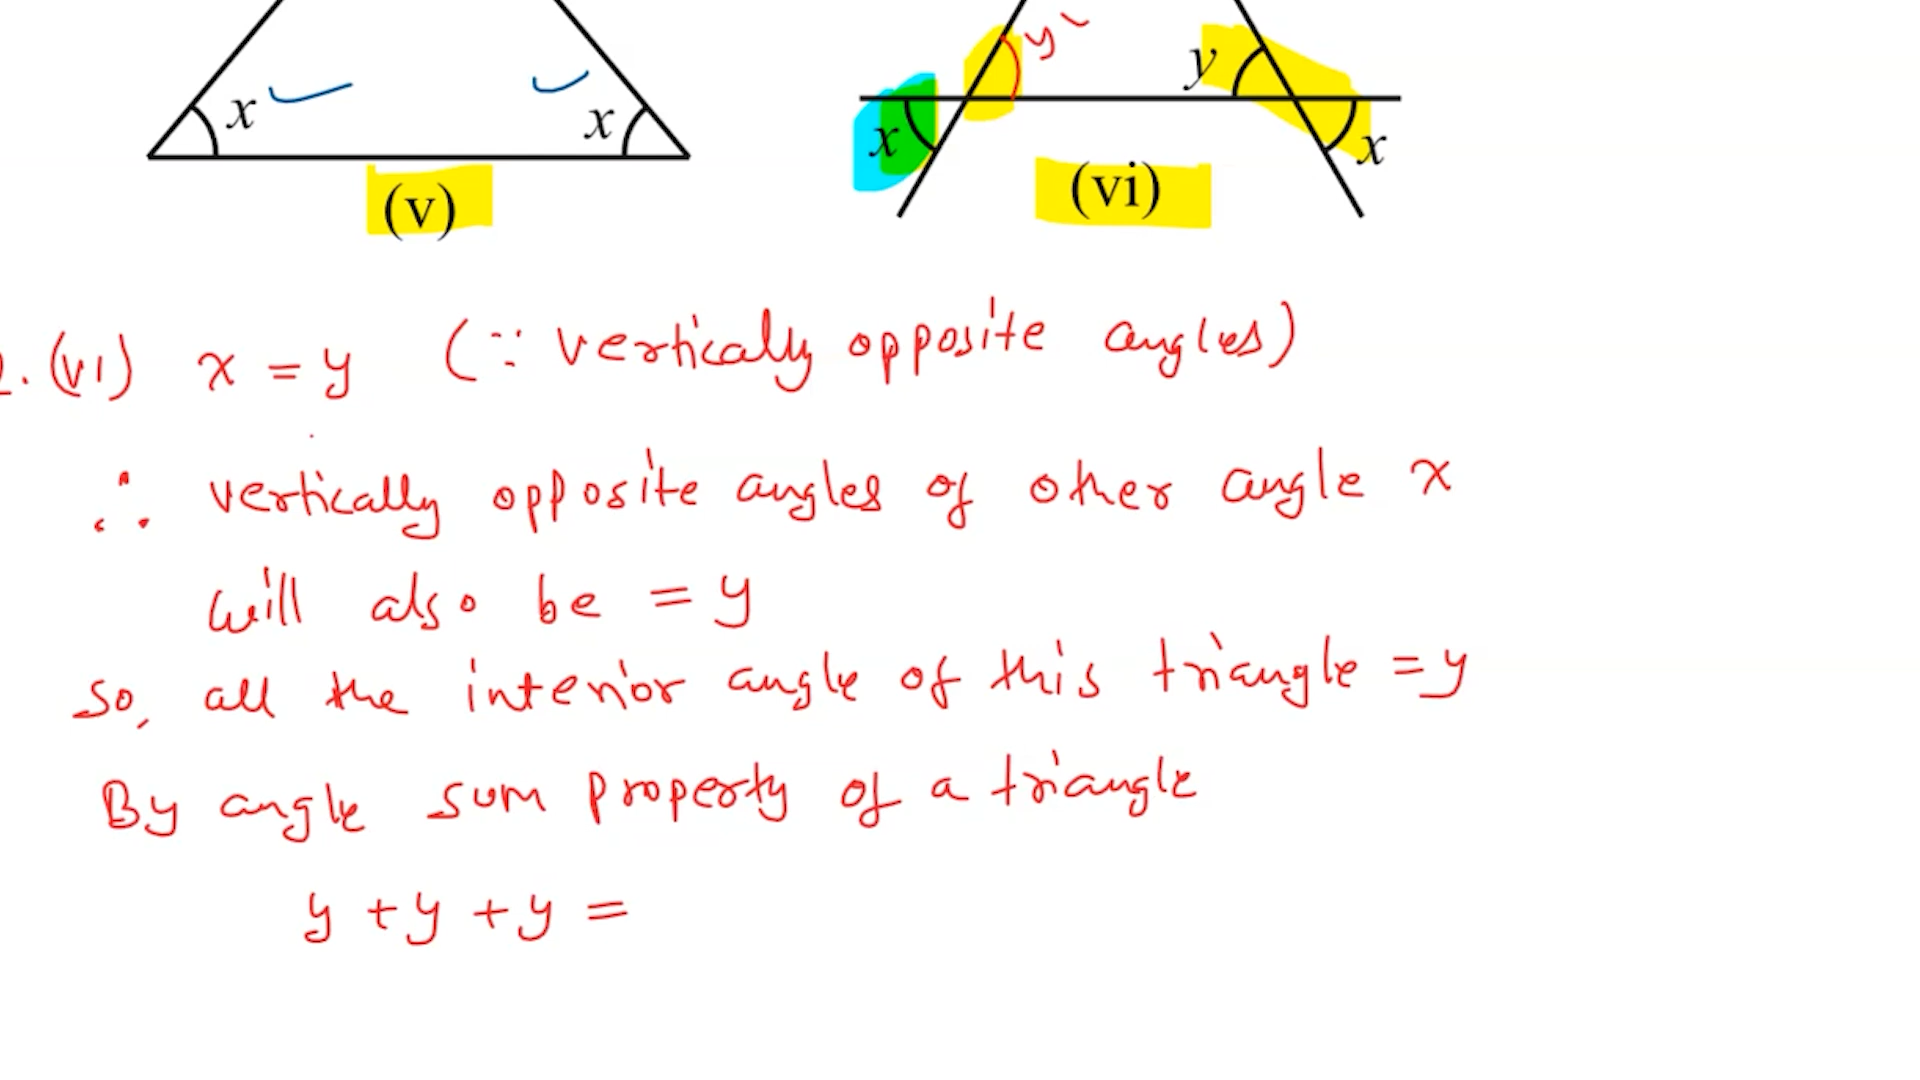 x x
y y
x x
(v) (vi)
(vi) x = y (∵ vertically opposite angles)
∴ vertically opposite angles of other angle x
will also be = y
So, all the interior angle of this triangle = y
By angle sum property of a triangle
y + y + y =